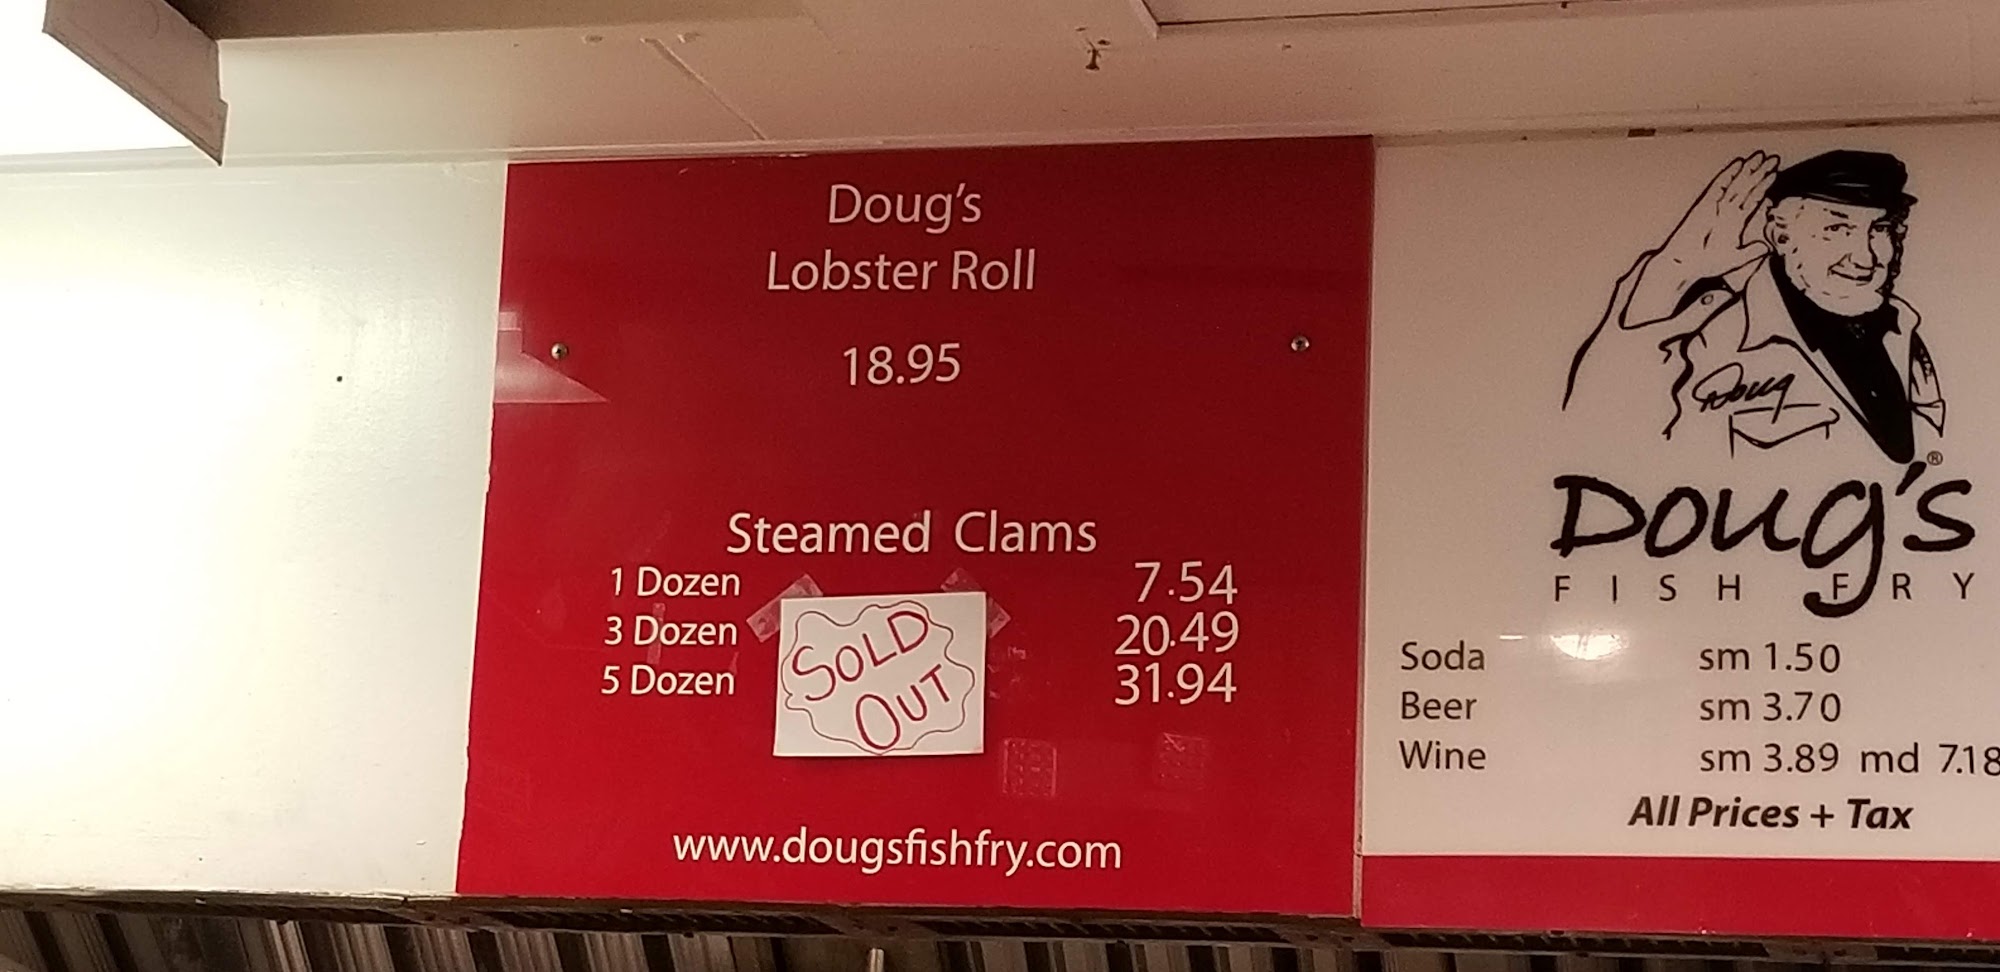 Doug's
Lobster Roll
18.95
Steamed Clams
1 Dozen 7.54
3 Dozen 20.49
5 Dozen 31.94
SOLD
OUT
www.dougsfishfry.com
Doug
Doug's®
FISH FRY
Soda sm 1.50
Beer sm 3.70
Wine sm 3.89 md 7.18
All Prices + Tax